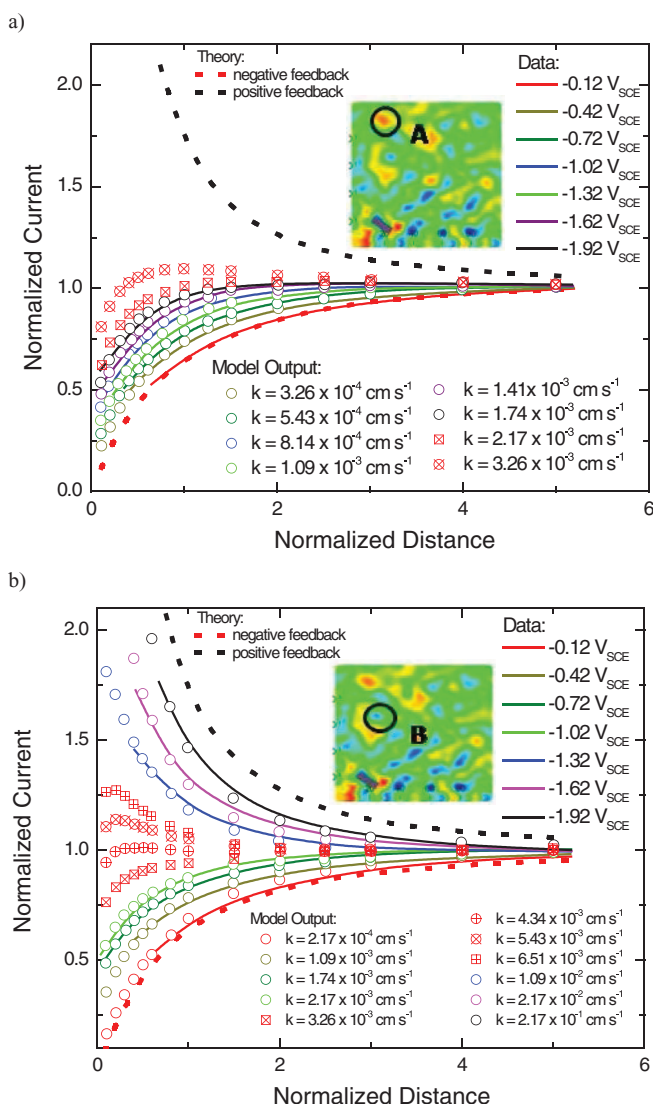 a)
Theory:
negative feedback
positive feedback
Data:
-0.12 V_SCE
-0.42 V_SCE
-0.72 V_SCE
-1.02 V_SCE
-1.32 V_SCE
-1.62 V_SCE
-1.92 V_SCE
A
2.0
1.5
1.0
0.5
0.0
Normalized Current
Model Output:
k = 3.26 x 10⁻⁴ cm s⁻¹
k = 5.43 x 10⁻⁴ cm s⁻¹
k = 8.14 x 10⁻⁴ cm s⁻¹
k = 1.09 x 10⁻³ cm s⁻¹
k = 1.41x 10⁻³ cm s⁻¹
k = 1.74 x 10⁻³ cm s⁻¹
k = 2.17 x 10⁻³ cm s⁻¹
k = 3.26 x 10⁻³ cm s⁻¹
0 2 4 6
Normalized Distance
b)
Theory:
negative feedback
positive feedback
Data:
-0.12 V_SCE
-0.42 V_SCE
-0.72 V_SCE
-1.02 V_SCE
-1.32 V_SCE
-1.62 V_SCE
-1.92 V_SCE
B
2.0
1.5
1.0
0.5
Normalized Current
Model Output:
k = 2.17 x 10⁻⁴ cm s⁻¹
k = 1.09 x 10⁻³ cm s⁻¹
k = 1.74 x 10⁻³ cm s⁻¹
k = 2.17 x 10⁻³ cm s⁻¹
k = 3.26 x 10⁻³ cm s⁻¹
k = 4.34 x 10⁻³ cm s⁻¹
k = 5.43 x 10⁻³ cm s⁻¹
k = 6.51 x 10⁻³ cm s⁻¹
k = 1.09 x 10⁻² cm s⁻¹
k = 2.17 x 10⁻² cm s⁻¹
k = 2.17 x 10⁻¹ cm s⁻¹
0 2 4 6
Normalized Distance